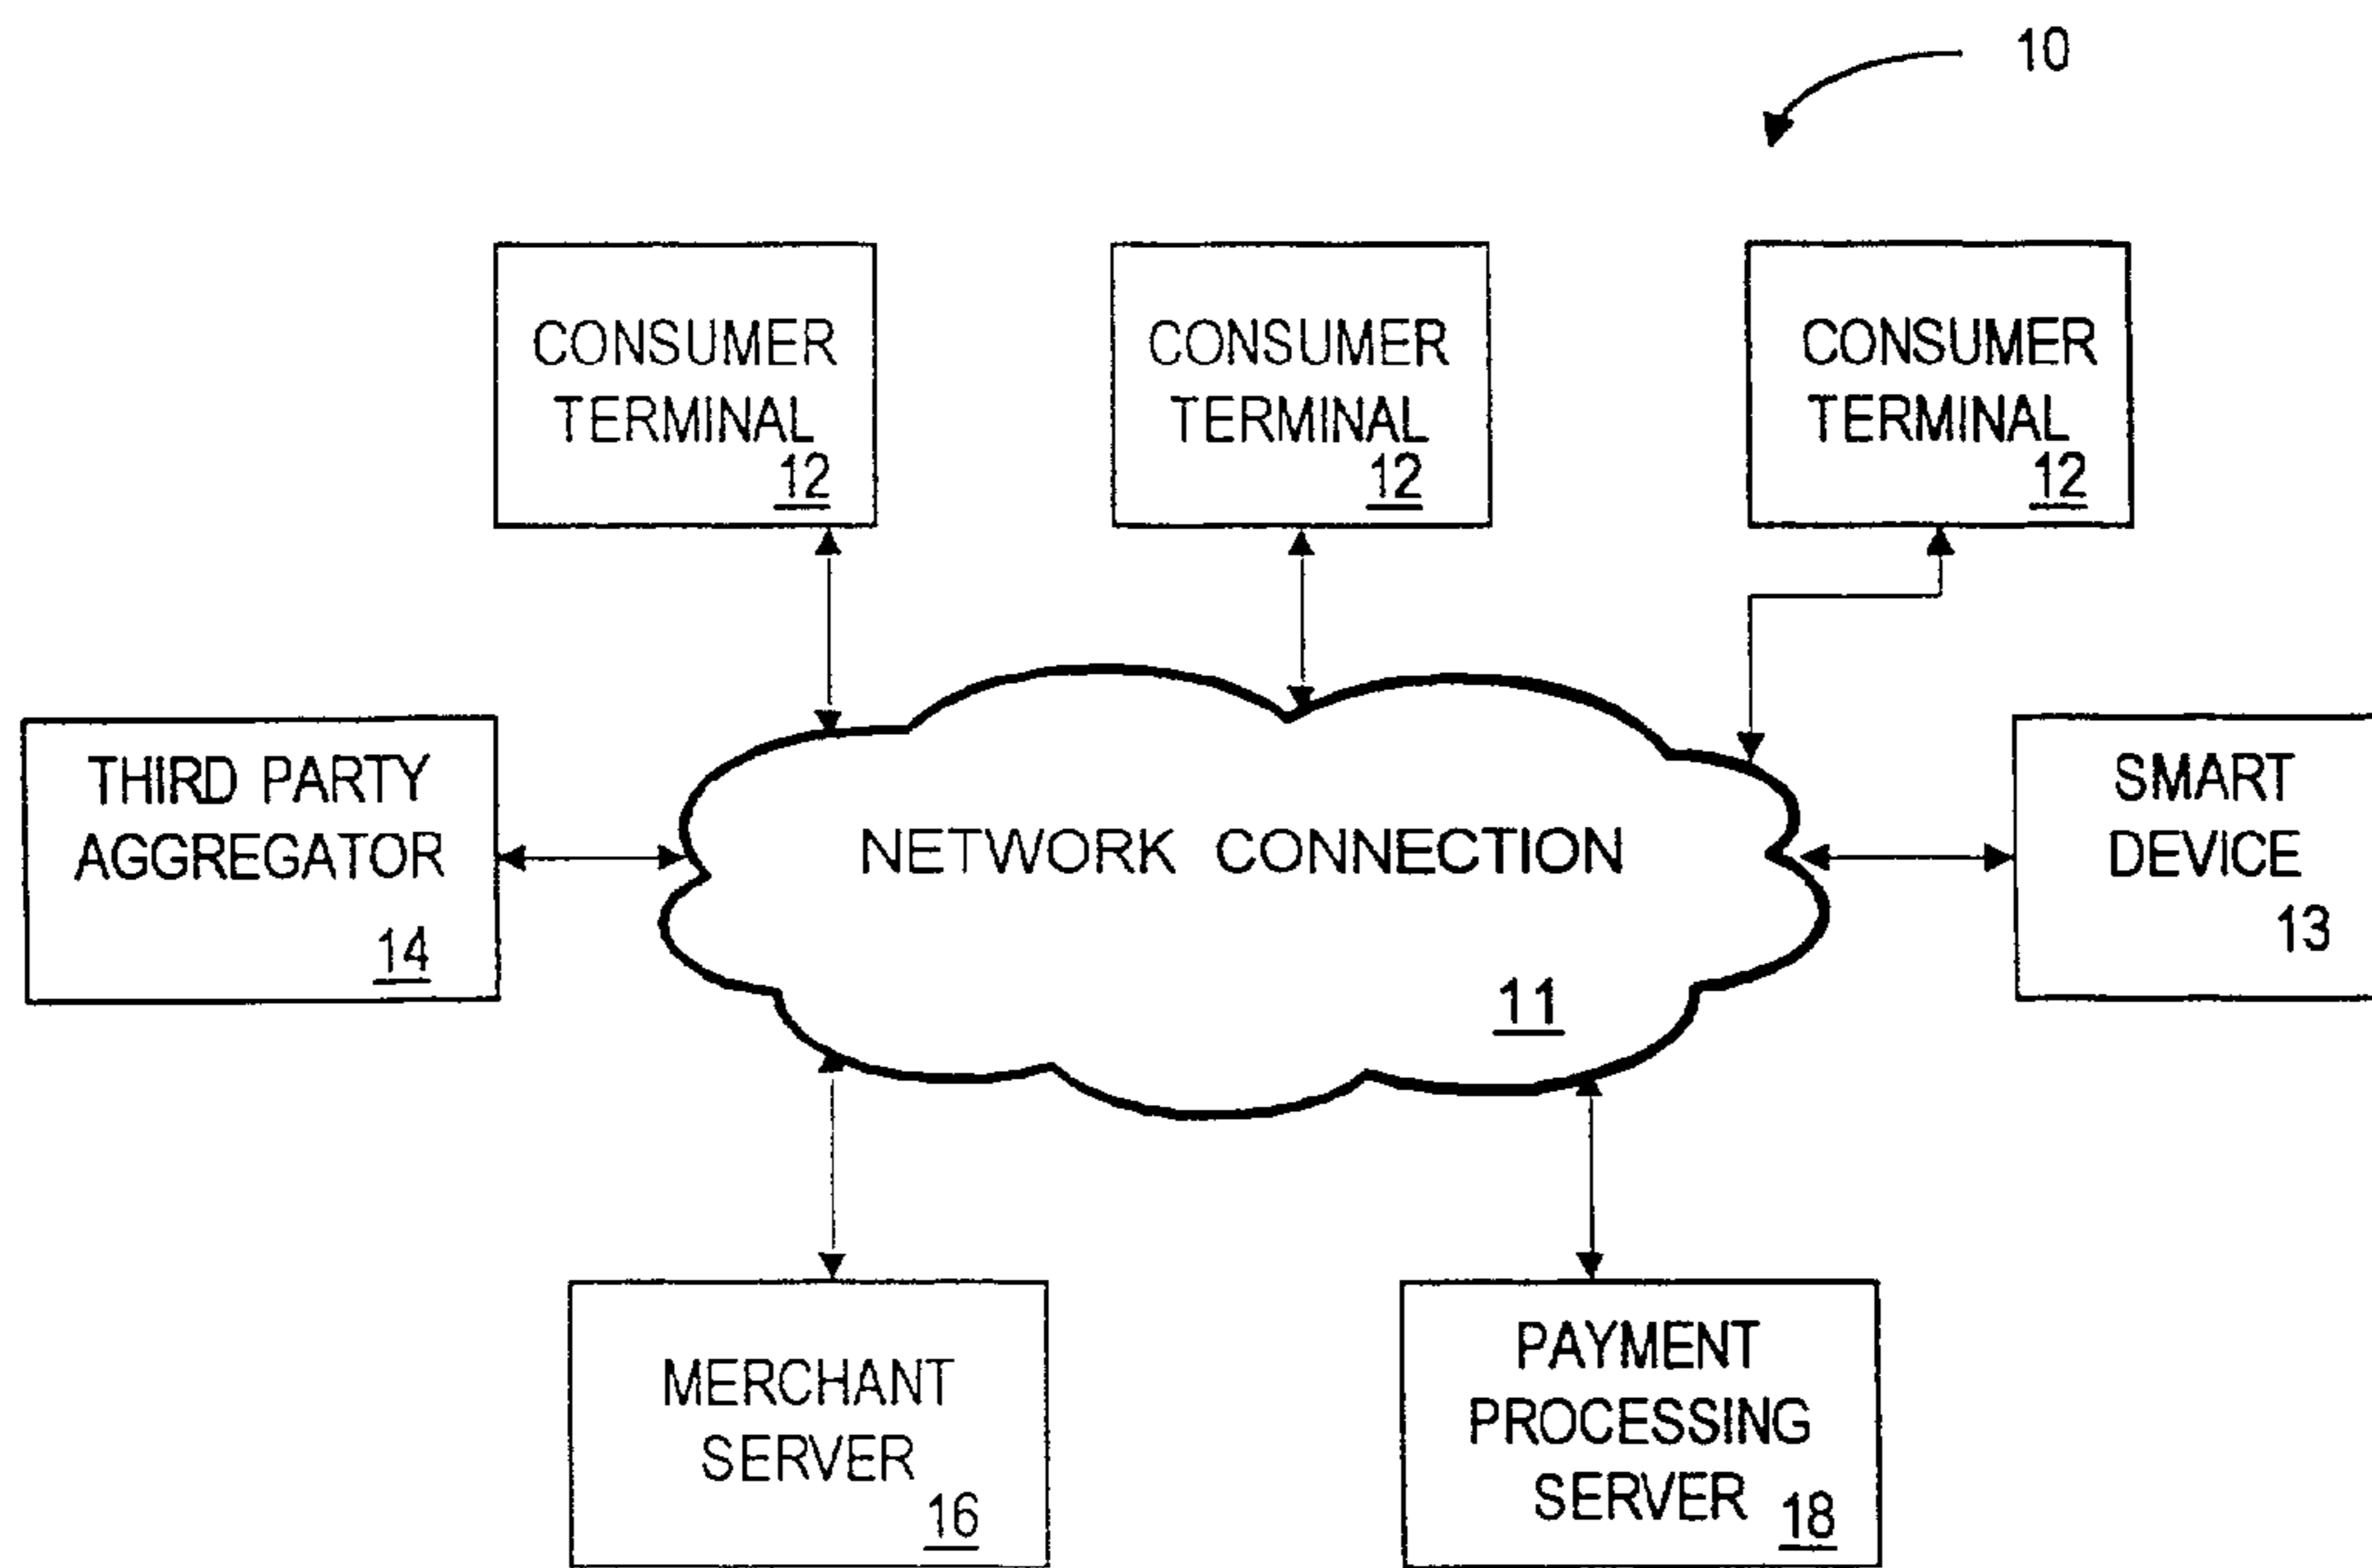 10
CONSUMER
TERMINAL
12
CONSUMER
TERMINAL
12
CONSUMER
TERMINAL
12
THIRD PARTY
AGGREGATOR
14
NETWORK CONNECTION
11
SMART
DEVICE
13
MERCHANT
SERVER
16
PAYMENT
PROCESSING
SERVER
18